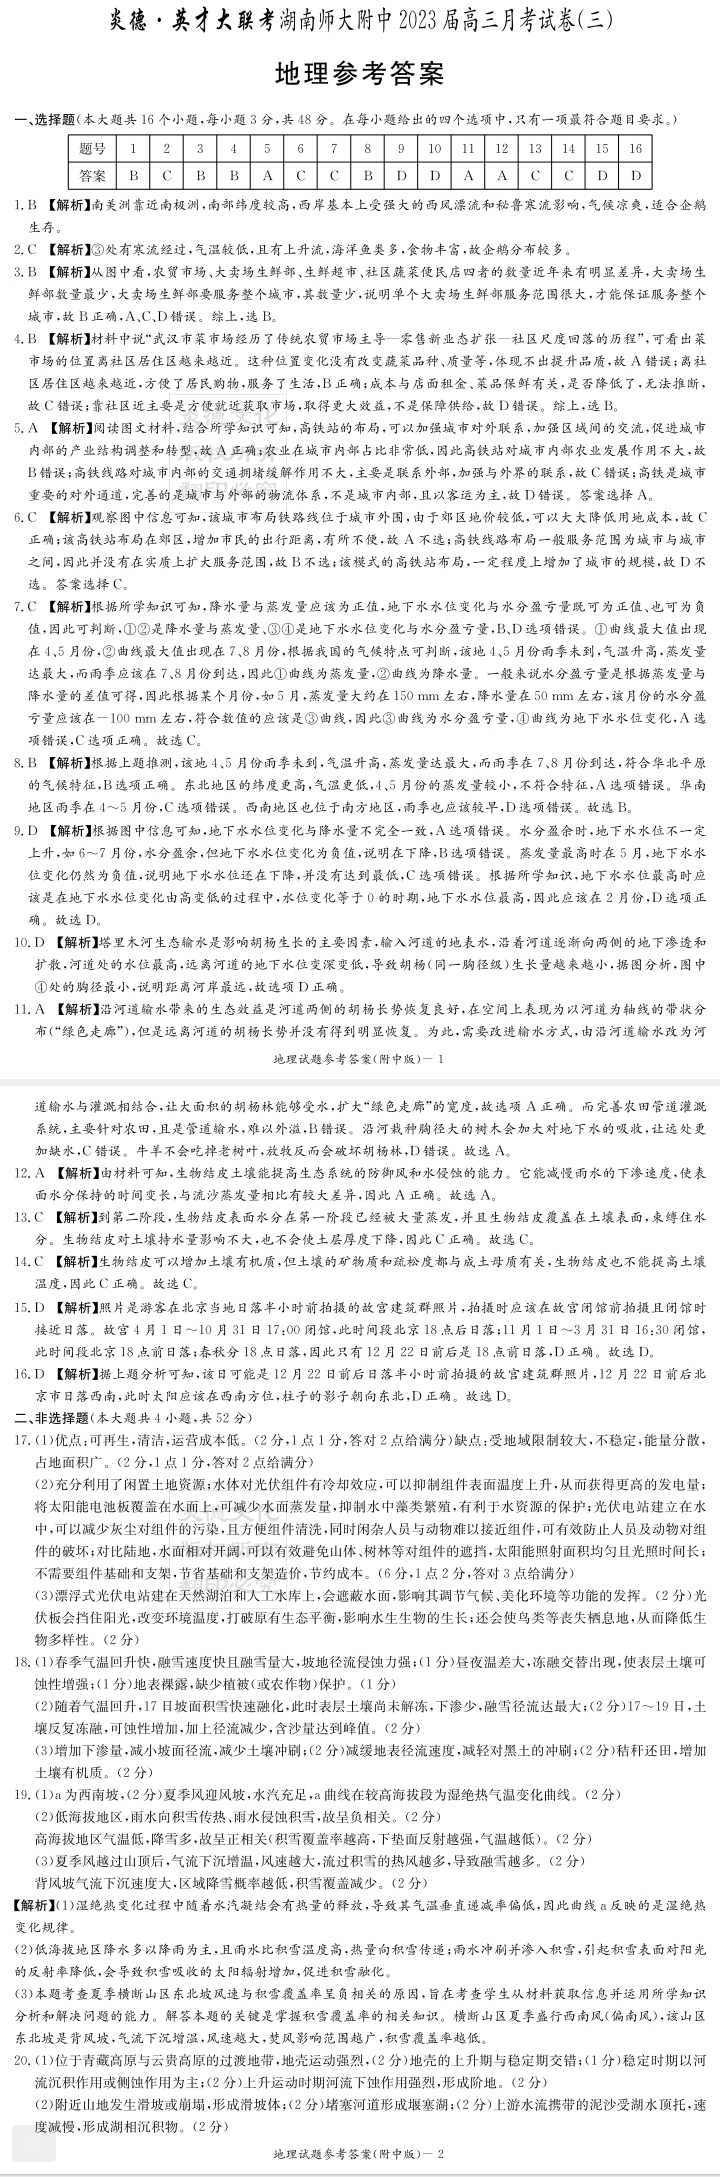 炎德·英才大联考湖南师大附中2023届高三月考试卷(三)
地理参考答案
一、选择题(本大题共16个小题,每小题3分,共48分。在每小题给出的四个选项中,只有一项最符合题目要求。)
题号 1 2 3 4 5 6 7 8 9 10 11 12 13 14 15 16
答案 B C B B A C C B D D A A C C D D
1. B 【解析】南美洲靠近南极洲,南部纬度较高,西岸基本上受强大的西风漂流和秘鲁寒流影响,气候凉爽,适合企鹅
生存。
2. C 【解析】③处有寒流经过,气温较低,且有上升流,海洋鱼类多,食物丰富,故企鹅分布较多。
3. B 【解析】从图中看,农贸市场、大卖场生鲜部、生鲜超市、社区蔬菜便民店四者的数量近年来有明显差异,大卖场生
鲜部数量最少,大卖场生鲜部要服务整个城市,其数量少,说明单个大卖场生鲜部服务范围很大,才能保证服务整个
城市,故B正确,A、C、D错误。综上,选B。
4. B 【解析】材料中说“武汉市菜市场经历了传统农贸市场主导—零售新业态扩张—社区尺度回落的历程”,可看出菜
市场的位置离社区居住区越来越近。这种位置变化没有改变蔬菜品种、质量等,体现不出提升品质,故A错误;离社
区居住区越来越近,方便了居民购物,服务了生活,B正确;成本与店面租金、菜品保鲜有关,是否降低了,无法推断,
故C错误;靠社区近主要是方便就近获取市场,取得更大效益,不是保障供给,故D错误。综上,选B。
5. A 【解析】阅读图文材料,结合所学知识可知,高铁站的布局,可以加强城市对外联系,加强区域间的交流,促进城市
内部的产业结构调整和转型,故A正确;农业在城市内部占比非常低,因此高铁站对城市内部农业发展作用不大,故
B错误;高铁线路对城市内部的交通拥堵缓解作用不大,主要是联系外部,加强与外界的联系,故C错误;高铁是城市
重要的对外通道,完善的是城市与外部的物流体系,不是城市内部,且以客运为主,故D错误。答案选择A。
6. C 【解析】观察图中信息可知,该城市布局铁路线位于城市外围,由于郊区地价较低,可以大大降低用地成本,故C
正确;该高铁站布局在郊区,增加市民的出行距离,有所不便,故A不选;高铁线路布局一般服务范围为城市与城市
之间,因此并没有在实质上扩大服务范围,故B不选;该模式的高铁站布局,一定程度上增加了城市的规模,故D不
选。答案选择C。
7. C 【解析】根据所学知识可知,降水量与蒸发量应该为正值,地下水水位变化与水分盈亏量既可为正值、也可为负
值,因此可判断,①②是降水量与蒸发量、③④是地下水水位变化与水分盈亏量,B、D选项错误。①曲线最大值出现
在4、5月份,②曲线最大值出现在7、8月份,根据我国的气候特点可判断,该地4、5月份雨季未到,气温升高,蒸发量
达最大,而雨季应该在7、8月份到达,因此①曲线为蒸发量,②曲线为降水量。一般来说水分盈亏量是根据蒸发量与
降水量的差值可得,因此根据某个月份,如5月,蒸发量大约在150 mm左右,降水量在50 mm左右,该月份的水分盈
亏量应该在-100 mm左右,符合数值的应该是③曲线,因此③曲线为水分盈亏量,④曲线为地下水水位变化,A选
项错误,C选项正确。故选C。
8. B 【解析】根据上题推测,该地4、5月份雨季未到,气温升高,蒸发量达最大,而雨季在7、8月份到达,符合华北平原
的气候特征,B选项正确。东北地区的纬度更高,气温更低,4、5月份的蒸发量较小,不符合特征,A选项错误。华南
地区雨季在4～5月份,C选项错误。西南地区也位于南方地区,雨季也应该较早,D选项错误。故选B。
9. D 【解析】根据图中信息可知,地下水水位变化与降水量不完全一致,A选项错误。水分盈余时,地下水水位不一定
上升,如6～7月份,水分盈余,但地下水水位变化为负值,说明在下降,B选项错误。蒸发量最高时在5月,地下水水
位变化仍然为负值,说明地下水水位还在下降,并没有达到最低,C选项错误。根据所学知识,地下水水位最高时应
该是在地下水水位变化由高变低的过程中,水位变化等于0的时期,地下水水位最高,因此应该在2月份,D选项正
确。故选D。
10. D 【解析】塔里木河生态输水是影响胡杨生长的主要因素,输入河道的地表水,沿着河道逐渐向两侧的地下渗透和
扩散,河道处的水位最高,远离河道的地下水位变深变低,导致胡杨(同一胸径级)生长量越来越小,据图分析,图中
④处的胸径最小,说明距离河岸最远,故选项D正确。
11. A 【解析】沿河道输水带来的生态效益是河道两侧的胡杨长势恢复良好,在空间上表现为以河道为轴线的带状分
布(“绿色走廊”),但是远离河道的胡杨长势并没有得到明显恢复。为此,需要改进输水方式,由沿河道输水改为河
地理试题参考答案(附中版)－1
道输水与灌溉相结合,让大面积的胡杨林能够受水,扩大“绿色走廊”的宽度,故选项A正确。而完善农田管道灌溉
系统,主要针对农田,且是管道输水,难以外溢,B错误。沿河栽种胸径大的树木会加大对地下水的吸收,让远处更
加缺水,C错误。牛羊不会吃掉老树叶,放牧反而会破坏胡杨林,D错误。故选A。
12. A 【解析】由材料可知,生物结皮土壤能提高生态系统的防御风和水侵蚀的能力。它能减慢雨水的下渗速度,使表
面水分保持的时间变长,与流沙蒸发量相比有较大差异,因此A正确。故选A。
13. C 【解析】到第二阶段,生物结皮表面水分在第一阶段已经被大量蒸发,并且生物结皮覆盖在土壤表面,束缚住水
分。生物结皮对土壤持水量影响不大,也不会使土层厚度下降,因此C正确。故选C。
14. C 【解析】生物结皮可以增加土壤有机质,但土壤的矿物质和疏松度都与成土母质有关,生物结皮也不能提高土壤
温度,因此C正确。故选C。
15. D 【解析】照片是游客在北京当地日落半小时前拍摄的故宫建筑群照片,拍摄时应该在故宫闭馆前拍摄且闭馆时
接近日落。故宫4月1日～10月31日17:00闭馆,此时间段北京18点后日落;11月1日～3月31日16:30闭馆,
此时间段北京18点前日落;春秋分18点日落,因此只有12月22日前后是18点前日落,D正确。故选D。
16. D 【解析】据上题分析可知,该日可能是12月22日前后日落半小时前拍摄的故宫建筑群照片,12月22日前后北
京市日落西南,此时太阳应该在西南方位,柱子的影子朝向东北,D正确。故选D。
二、非选择题(本大题共4小题,共52分)
17. (1)优点:可再生,清洁,运营成本低。(2分,1点1分,答对2点给满分)缺点:受地域限制较大,不稳定,能量分散,
占地面积广。(2分,1点1分,答对2点给满分)
(2)充分利用了闲置土地资源;水体对光伏组件有冷却效应,可以抑制组件表面温度上升,从而获得更高的发电量;
将太阳能电池板覆盖在水面上,可减少水面蒸发量,抑制水中藻类繁殖,有利于水资源的保护;光伏电站建立在水
中,可以减少灰尘对组件的污染,且方便组件清洗,同时闲杂人员与动物难以接近组件,可有效防止人员及动物对组
件的破坏;对比陆地,水面相对开阔,可以有效避免山体、树林等对组件的遮挡,太阳能照射面积均匀且光照时间长;
不需要组件基础和支架,节省基础和支架造价,节约成本。(6分,1点2分,答对3点给满分)
(3)漂浮式光伏电站建在天然湖泊和人工水库上,会遮蔽水面,影响其调节气候、美化环境等功能的发挥。(2分)光
伏板会挡住阳光,改变环境温度,打破原有生态平衡,影响水生生物的生长;还会使鸟类等丧失栖息地,从而降低生
物多样性。(2分)
18. (1)春季气温回升快,融雪速度快且融雪量大,坡地径流侵蚀力强;(1分)昼夜温差大,冻融交替出现,使表层土壤可
蚀性增强;(1分)地表裸露,缺少植被(或农作物)保护。(1分)
(2)随着气温回升,17日坡面积雪快速融化,此时表层土壤尚未解冻,下渗少,融雪径流达最大;(2分)17～19日,土
壤反复冻融,可蚀性增加,加上径流减少,含沙量达到峰值。(2分)
(3)增加下渗量,减小坡面径流,减少土壤冲刷;(2分)减缓地表径流速度,减轻对黑土的冲刷;(2分)秸秆还田,增加
土壤有机质。(2分)
19. (1)a为西南坡,(2分)夏季风迎风坡,水汽充足,a曲线在较高海拔段为湿绝热气温变化曲线。(2分)
(2)低海拔地区,雨水向积雪传热、雨水侵蚀积雪,故呈负相关。(2分)
高海拔地区气温低,降雪多,故呈正相关(积雪覆盖率越高,下垫面反射越强,气温越低)。(2分)
(3)夏季风越过山顶后,气流下沉增温,风速越大,流过积雪的热风越多,导致融雪越多。(2分)
背风坡气流下沉速度大,区域降雪概率越低,积雪覆盖减少。(2分)
【解析】(1)湿绝热变化过程中随着水汽凝结会有热量的释放,导致其气温垂直递减率偏低,因此曲线a反映的是湿绝热
变化规律。
(2)低海拔地区降水多以降雨为主,且雨水比积雪温度高,热量向积雪传递;雨水冲刷并渗入积雪,引起积雪表面对阳光
的反射率降低,会导致积雪吸收的太阳辐射增加,促进积雪融化。
(3)本题考查夏季横断山区东北坡风速与积雪覆盖率呈负相关的原因,旨在考查学生从材料获取信息并运用所学知识
分析和解决问题的能力。解答本题的关键是掌握积雪覆盖率的相关知识。横断山区夏季盛行西南风(偏南风),该山区
东北坡是背风坡,气流下沉增温,风速越大,焚风影响范围越广,积雪覆盖率越低。
20. (1)位于青藏高原与云贵高原的过渡地带,地壳运动强烈,(2分)地壳的上升期与稳定期交错;(1分)稳定时期以河
流沉积作用或侧蚀作用为主;(2分)上升运动时期河流下蚀作用强烈,形成阶地。(2分)
(2)附近山地发生滑坡或崩塌,形成滑坡体;(2分)堵塞河道形成堰塞湖;(2分)上游水流携带的泥沙受湖水顶托,速
度减慢,形成湖相沉积物。(2分)
地理试题参考答案(附中版)－2